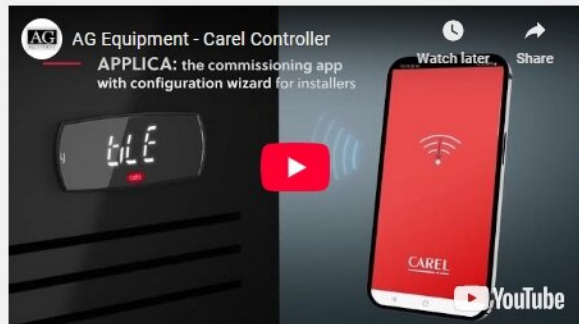 AG
EQUIPMENT
AG Equipment - Carel Controller
Watch later
Share
APPLICA: the commissioning app
with configuration wizard for installers
bLE
CAREL
YouTube